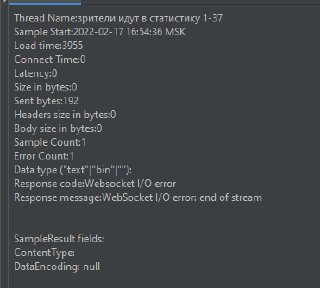 Thread Name:зрители идут в статистику 1-37
Sample Start:2022-02-17 16:54:36 MSK
Load time:3955
Connect Time:0
Latency:0
Size in bytes:0
Sent bytes:192
Headers size in bytes:0
Body size in bytes:0
Sample Count:1
Error Count:1
Data type ("text"|"bin"|""):
Response code:Websocket I/O error
Response message:WebSocket I/O error: end of stream
SampleResult fields:
ContentType:
DataEncoding: null